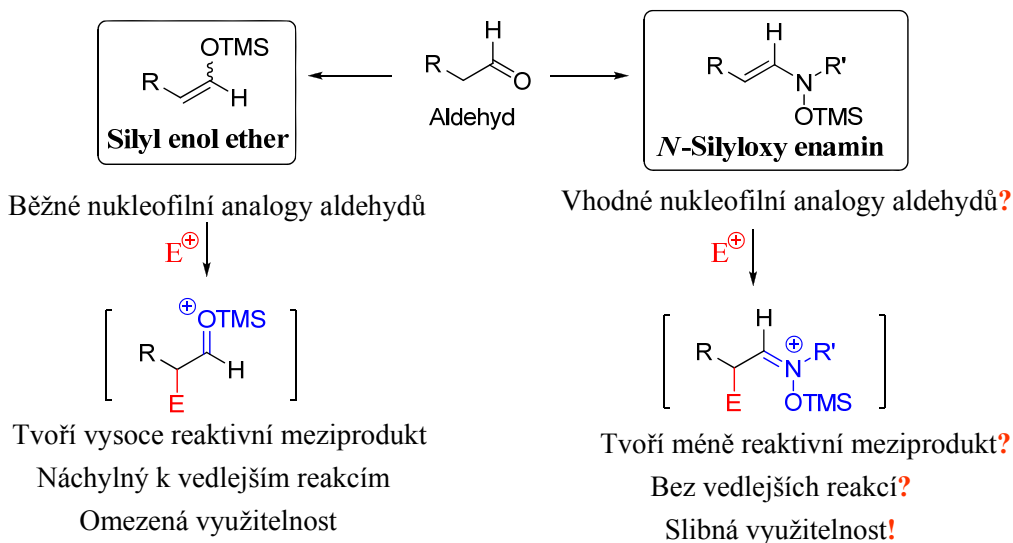 OTMS
R
H
Silyl enol ether
H
R
O
Aldehyd
H
R
N
R'
OTMS
N-Silyloxy enamin
Běžné nukleofilní analogy aldehydů
Vhodné nukleofilní analogy aldehydů?
E⊕
E⊕
⊕
OTMS
R
H
E
H
R
⊕
N
R'
E
OTMS
Tvoří vysoce reaktivní meziprodukt
Náchylný k vedlejším reakcím
Omezená využitelnost
Tvoří méně reaktivní meziprodukt?
Bez vedlejších reakcí?
Slibná využitelnost!